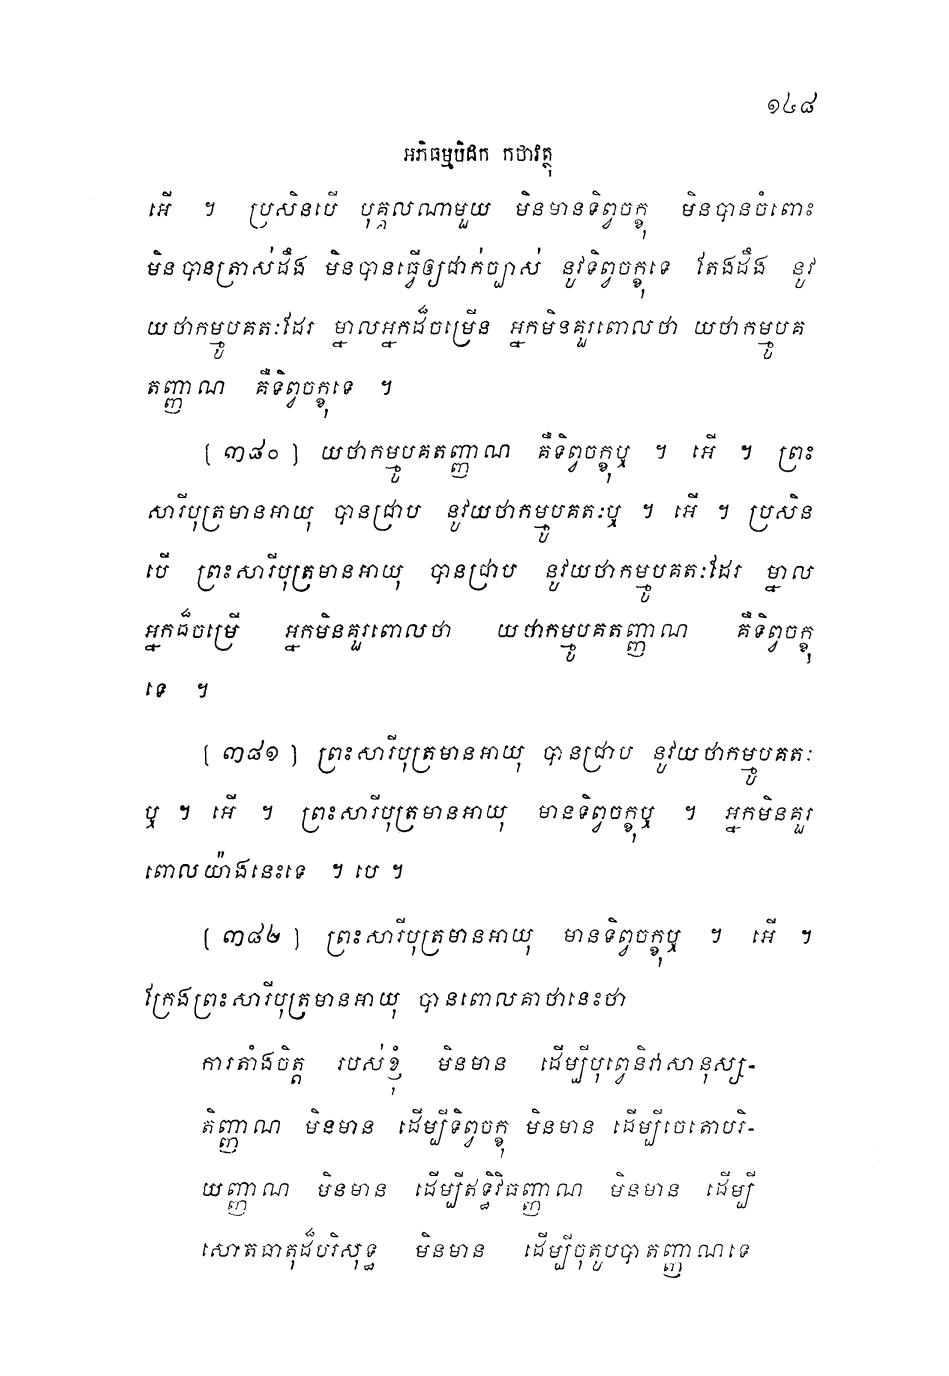 ១៤៨
អភិធម្មបិដក កថាវត្ថុ
អើ ។ ប្រសិនបើ បុគ្គលណាមួយ មិនមានទិព្វចក្ខុ មិនបានចំពោះ
មិនបានត្រាស់ដឹង មិនបានធ្វើឲ្យជាក់ច្បាស់ នូវទិព្វចក្ខុទេ តែងដឹង នូវ
យថាកម្មូបគតៈដែរ ម្នាលអ្នកដ៏ចម្រើន អ្នកមិនគួរពោលថា យថាកម្មូបគ
តញ្ញាណ គឺទិព្វចក្ខុទេ ។
[ ៣៨០ ] យថាកម្មូបគតញ្ញាណ គឺទិព្វចក្ខុឬ ។ អើ ។ ព្រះ
សារីបុត្រមានអាយុ បានជ្រាប នូវយថាកម្មូបគតៈឬ ។ អើ ។ ប្រសិន
បើ ព្រះសារីបុត្រមានអាយុ បានជ្រាប នូវយថាកម្មូបគតៈដែរ ម្នាល
អ្នកដ៏ចម្រើ អ្នកមិនគួរពោលថា យថាកម្មូបគតញ្ញាណ គឺទិព្វចក្ខុ
ទេ ។
[ ៣៨១ ] ព្រះសារីបុត្រមានអាយុ បានជ្រាប នូវយថាកម្មូបគតៈ
ឬ ។ អើ ។ ព្រះសារីបុត្រមានអាយុ មានទិព្វចក្ខុឬ ។ អ្នកមិនគួរ
ពោលយ៉ាងនេះទេ ។ បេ ។
[ ៣៨២ ] ព្រះសារីបុត្រមានអាយុ មានទិព្វចក្ខុឬ ។ អើ ។
ក្រែងព្រះសារីបុត្រមានអាយុ បានពោលគាថានេះថា
ការតាំងចិត្ត របស់ខ្ញុំ មិនមាន ដើម្បីបុព្វេនិវាសានុស្ស-
តិញ្ញាណ មិនមាន ដើម្បីទិព្វចក្ខុ មិនមាន ដើម្បីចេតោបរិ-
យញ្ញាណ មិនមាន ដើម្បីឥទ្ធិវិធញ្ញាណ មិនមាន ដើម្បី
សោតធាតុដ៏បរិសុទ្ធ មិនមាន ដើម្បីចុតូបបាតញ្ញាណទេ